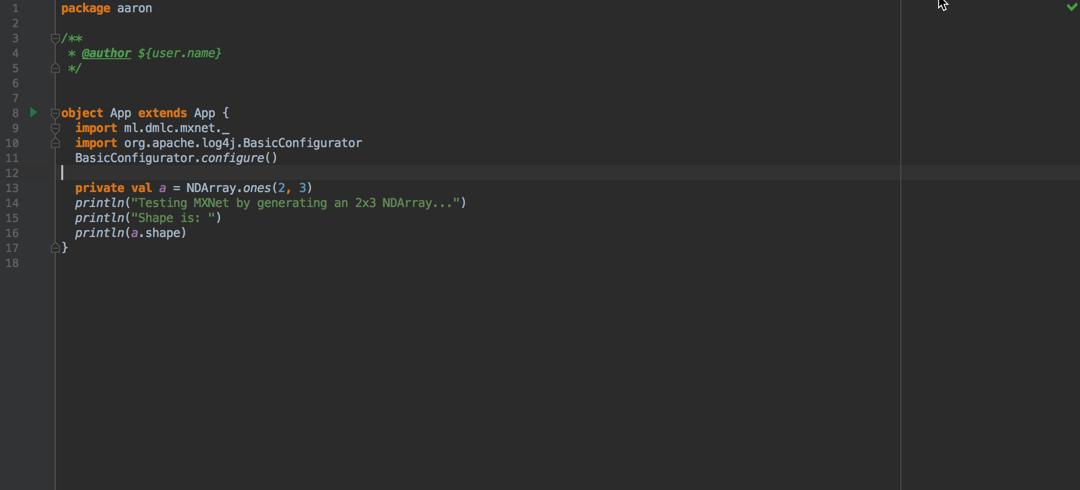 1 package aaron
2
3 /**
4  * @author ${user.name}
5  */
6
7
8 object App extends App {
9   import ml.dmlc.mxnet._
10   import org.apache.log4j.BasicConfigurator
11   BasicConfigurator.configure()
12
13   private val a = NDArray.ones(2, 3)
14   println("Testing MXNet by generating an 2x3 NDArray...")
15   println("Shape is: ")
16   println(a.shape)
17 }
18